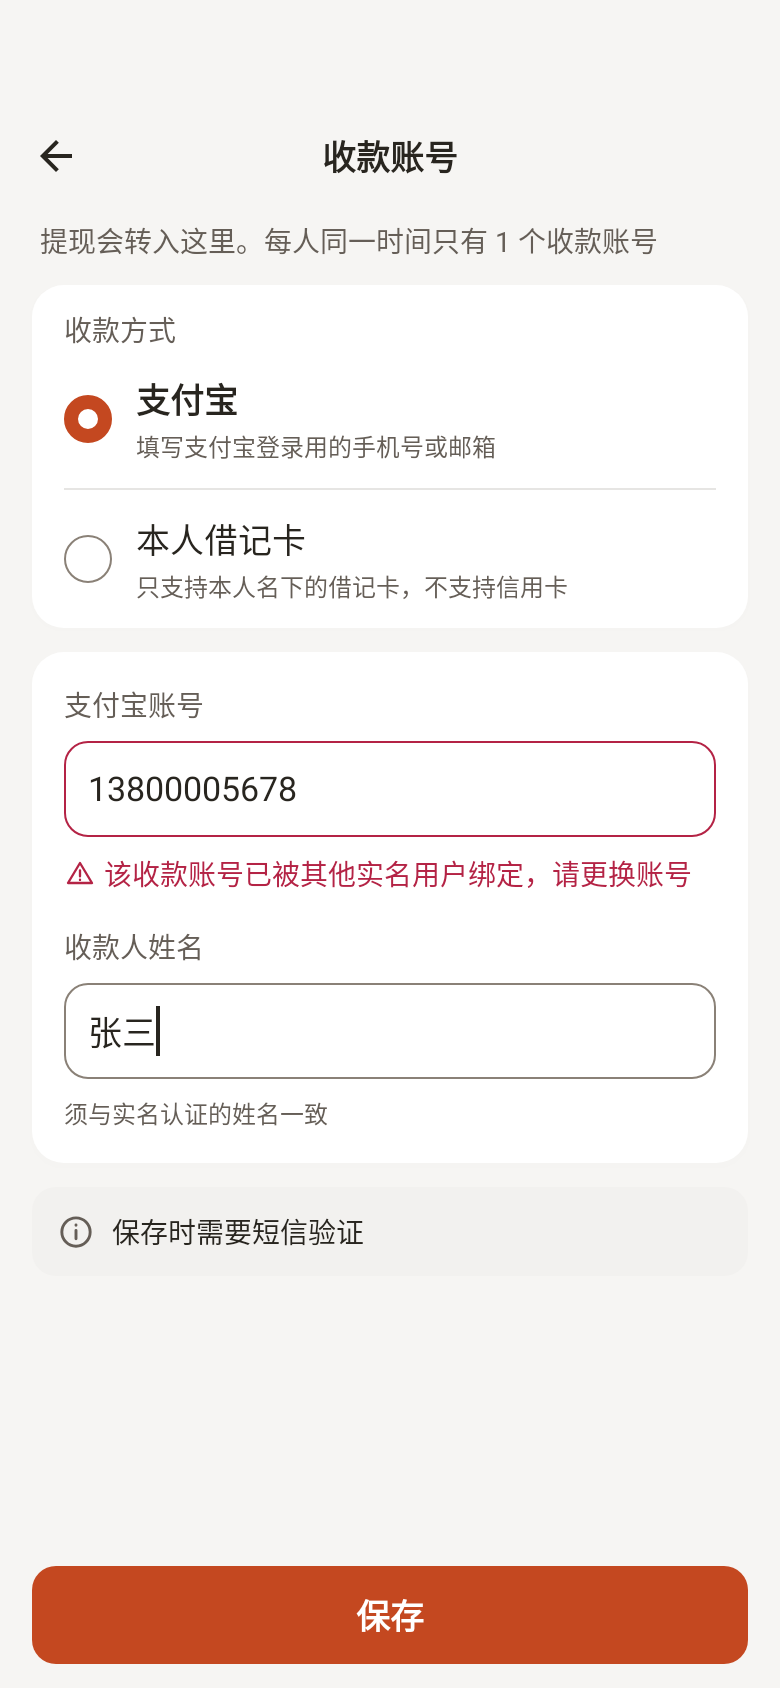 收款账号
提现会转入这里。每人同一时间只有 1 个收款账号
收款方式
支付宝
填写支付宝登录用的手机号或邮箱
本人借记卡
只支持本人名下的借记卡，不支持信用卡
支付宝账号
13800005678
该收款账号已被其他实名用户绑定，请更换账号
收款人姓名
张三
须与实名认证的姓名一致
保存时需要短信验证
保存